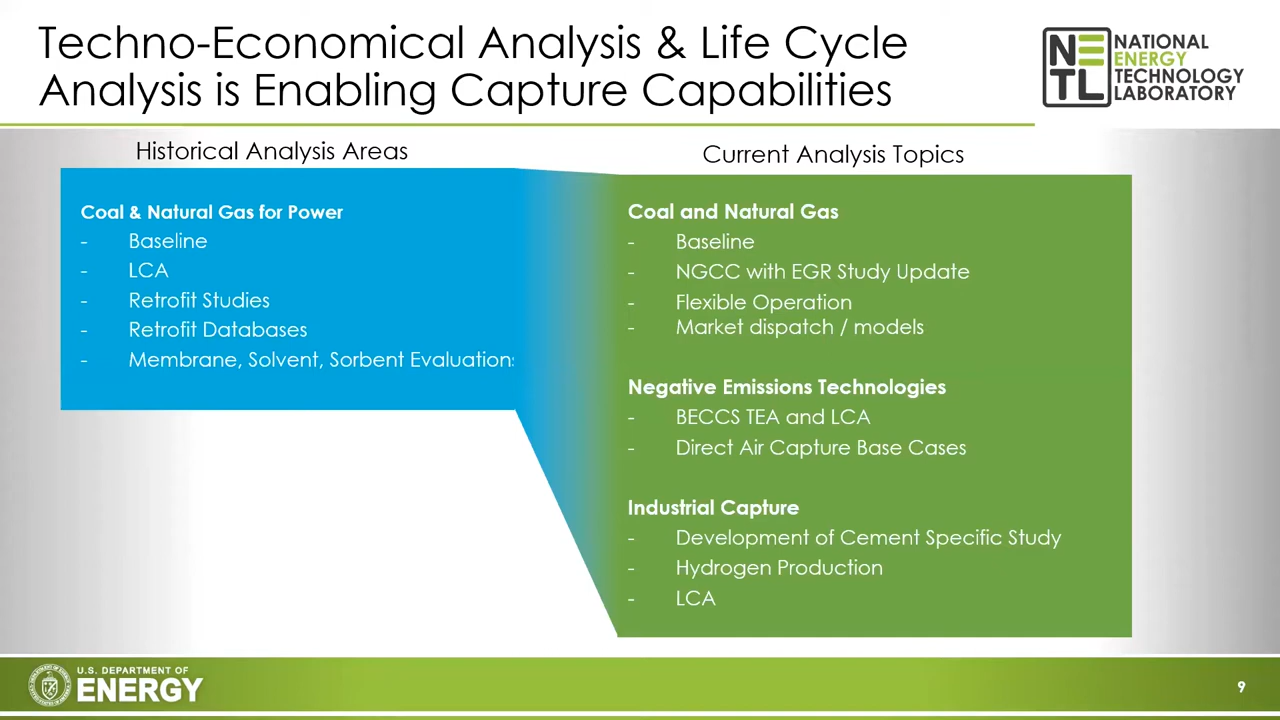 Techno-Economical Analysis & Life Cycle
Analysis is Enabling Capture Capabilities
NETL
NATIONAL
ENERGY
TECHNOLOGY
LABORATORY
Historical Analysis Areas
Coal & Natural Gas for Power
- Baseline
- LCA
- Retrofit Studies
- Retrofit Databases
- Membrane, Solvent, Sorbent Evaluations
Current Analysis Topics
Coal and Natural Gas
- Baseline
- NGCC with EGR Study Update
- Flexible Operation
- Market dispatch / models
Negative Emissions Technologies
- BECCS TEA and LCA
- Direct Air Capture Base Cases
Industrial Capture
- Development of Cement Specific Study
- Hydrogen Production
- LCA
U.S. DEPARTMENT OF
ENERGY
9